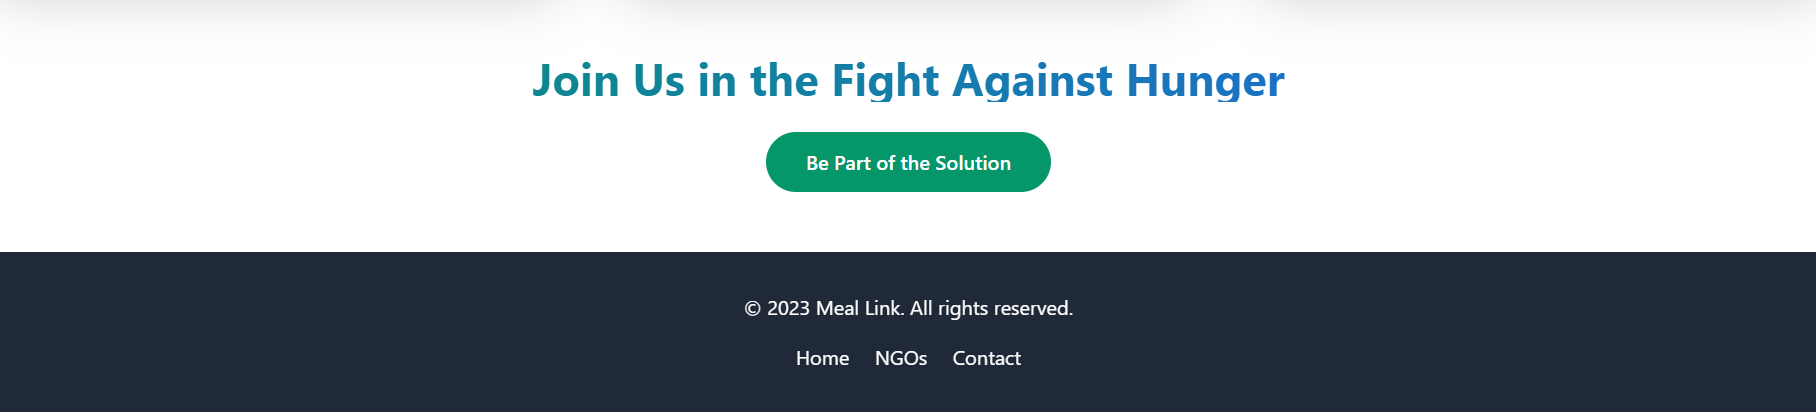 Join Us in the Fight Against Hunger
Be Part of the Solution
© 2023 Meal Link. All rights reserved.
Home NGOs Contact